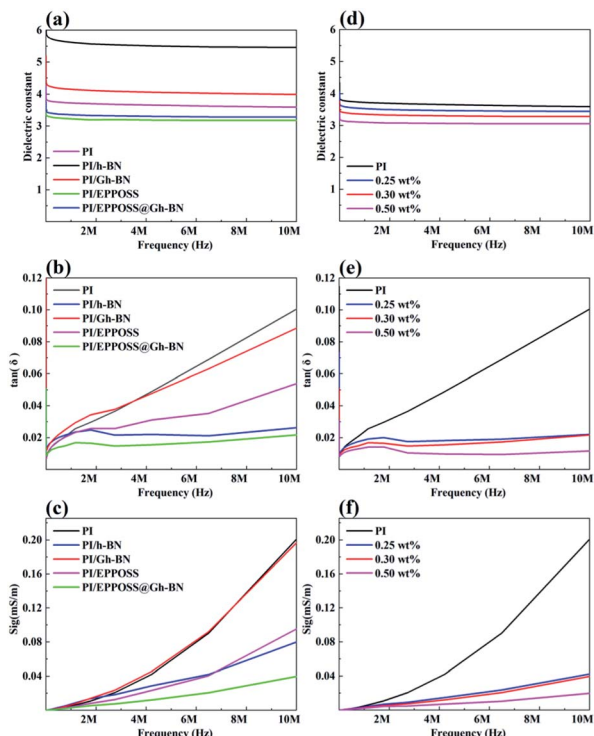 (a)
Dielectric constant
6
5
4
3
2
1
PI
PI/h-BN
PI/Gh-BN
PI/EPPOSS
PI/EPPOSS@Gh-BN
2M 4M 6M 8M 10M
Frequency (Hz)
(d)
Dielectric constant
6
5
4
3
2
1
PI
0.25 wt%
0.30 wt%
0.50 wt%
2M 4M 6M 8M 10M
Frequency (Hz)
(b)
tan( δ )
0.12
0.10
0.08
0.06
0.04
0.02
PI
PI/h-BN
PI/Gh-BN
PI/EPPOSS
PI/EPPOSS@Gh-BN
2M 4M 6M 8M 10M
Frequency (Hz)
(e)
tan( δ )
0.12
0.10
0.08
0.06
0.04
0.02
PI
0.25 wt%
0.30 wt%
0.50 wt%
2M 4M 6M 8M 10M
Frequency (Hz)
(c)
Sig(mS/m)
0.20
0.16
0.12
0.08
0.04
PI
PI/h-BN
PI/Gh-BN
PI/EPPOSS
PI/EPPOSS@Gh-BN
2M 4M 6M 8M 10M
Frequency (Hz)
(f)
Sig(mS/m)
0.20
0.16
0.12
0.08
0.04
PI
0.25 wt%
0.30 wt%
0.50 wt%
2M 4M 6M 8M 10M
Frequency (Hz)